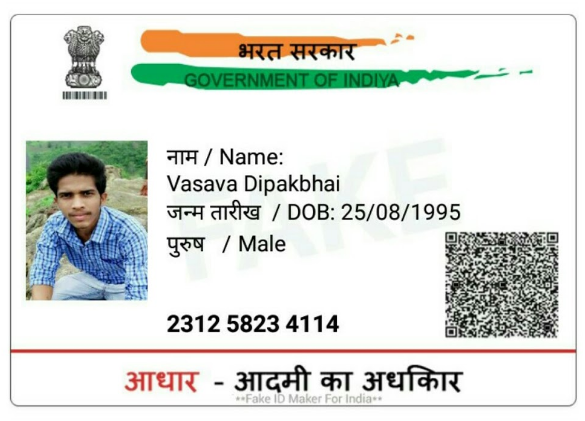 भरत सरकार
GOVERNMENT OF INDIYA
नाम / Name:
Vasava Dipakbhai
जन्म तारीख / DOB: 25/08/1995
पुरुष / Male
FAKE
2312 5823 4114
आधार - आदमी का अधकिार
**Fake ID Maker For India**